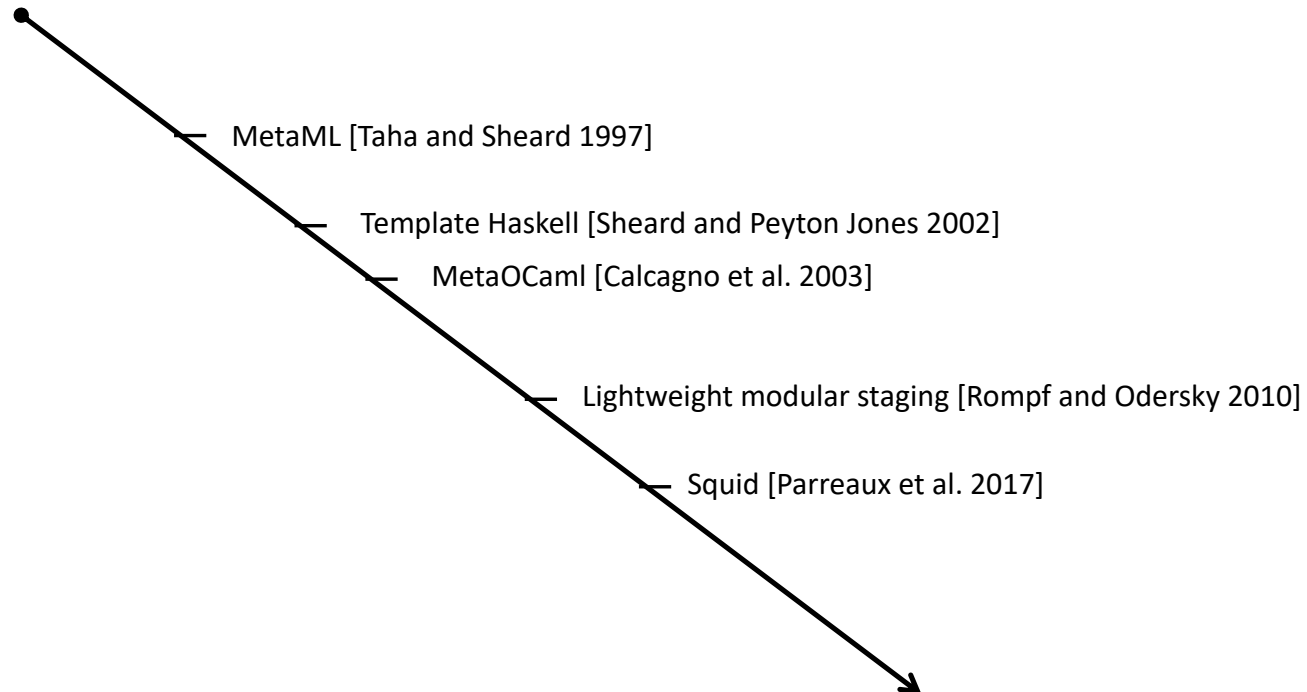 MetaML [Taha and Sheard 1997]
Template Haskell [Sheard and Peyton Jones 2002]
MetaOCaml [Calcagno et al. 2003]
Lightweight modular staging [Rompf and Odersky 2010]
Squid [Parreaux et al. 2017]